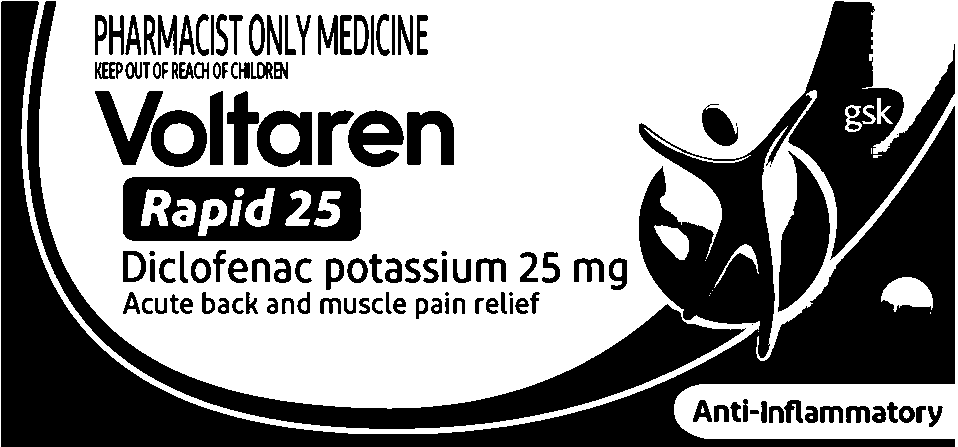 PHARMACIST ONLY MEDICINE
KEEP OUT OF REACH OF CHILDREN
Voltaren
gsk
Rapid 25
Diclofenac potassium 25 mg
Acute back and muscle pain relief
Anti-Inflammatory